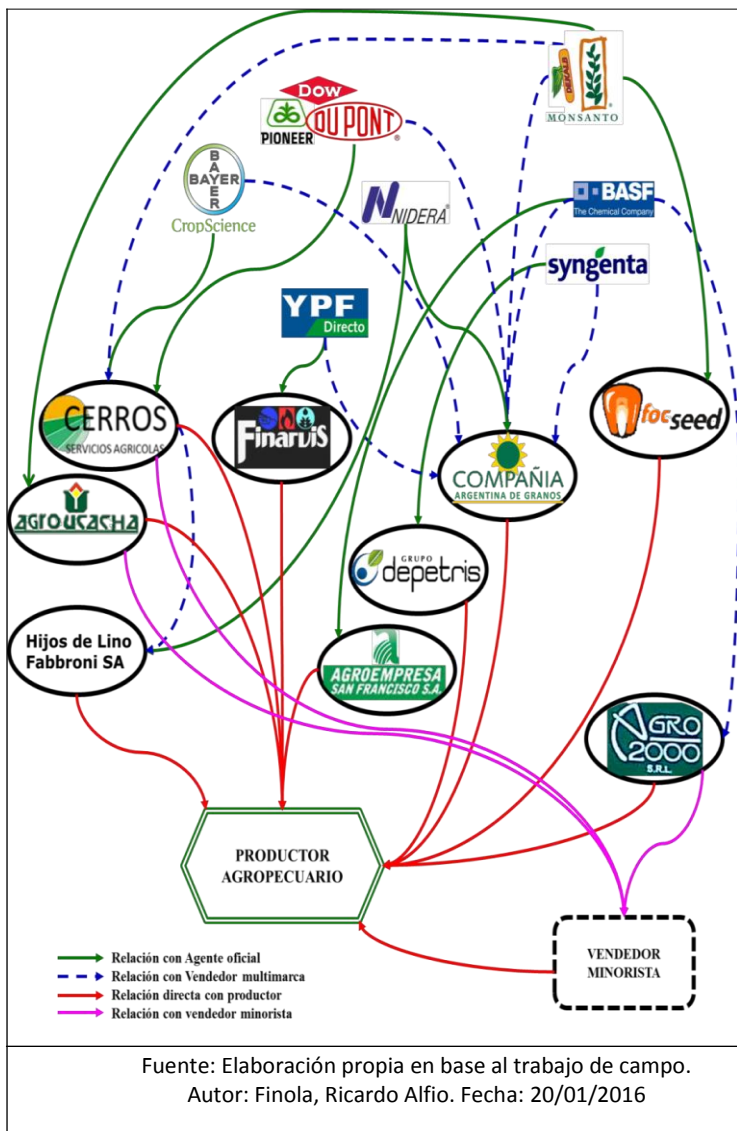 DEKALB
MONSANTO
Dow
PIONEER
DU PONT
BAYER
BAYER
CropScience
NIDERA
BASF
The Chemical Company
syngenta
YPF
Directo
CERROS
SERVICIOS AGRICOLAS
Finarvis
focseed
COMPAÑIA
ARGENTINA DE GRANOS
AGROUCACHA
GRUPO
depetris
Hijos de Lino
Fabbroni SA
AGROEMPRESA
SAN FRANCISCO S.A.
AGRO
2000
S.R.L.
PRODUCTOR
AGROPECUARIO
VENDEDOR
MINORISTA
Relación con Agente oficial
Relación con Vendedor multimarca
Relación directa con productor
Relación con vendedor minorista
Fuente: Elaboración propia en base al trabajo de campo.
Autor: Finola, Ricardo Alfio. Fecha: 20/01/2016